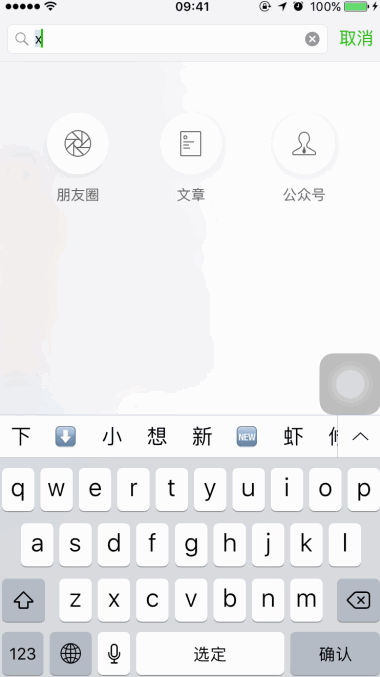 09:41 100%
x 取消
朋友圈 文章 公众号
下 小 想 新 NEW 虾
q w e r t y u i o p
a s d f g h j k l
z x c v b n m
123 选定 确认